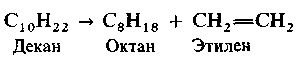 C₁₀H₂₂ → C₈H₁₈ + CH₂=CH₂
Декан Октан Этилен